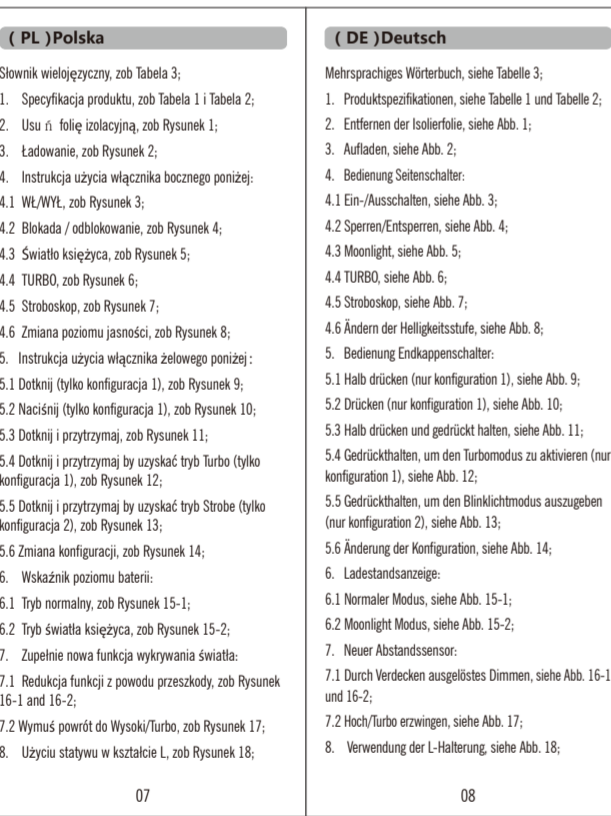 ( PL )Polska
Słownik wielojęzyczny, zob Tabela 3;
1. Specyfikacja produktu, zob Tabela 1 i Tabela 2;
2. Usu ń folię izolacyjną, zob Rysunek 1;
3. Ładowanie, zob Rysunek 2;
4. Instrukcja użycia włącznika bocznego poniżej:
4.1 WŁ/WYŁ, zob Rysunek 3;
4.2 Blokada / odblokowanie, zob Rysunek 4;
4.3 Światło księżyca, zob Rysunek 5;
4.4 TURBO, zob Rysunek 6;
4.5 Stroboskop, zob Rysunek 7;
4.6 Zmiana poziomu jasności, zob Rysunek 8;
5. Instrukcja użycia włącznika żelowego poniżej :
5.1 Dotknij (tylko konfiguracja 1), zob Rysunek 9;
5.2 Naciśnij (tylko konfiguracja 1), zob Rysunek 10;
5.3 Dotknij i przytrzymaj, zob Rysunek 11;
5.4 Dotknij i przytrzymaj by uzyskać tryb Turbo (tylko
konfiguracja 1), zob Rysunek 12;
5.5 Dotknij i przytrzymaj by uzyskać tryb Strobe (tylko
konfiguracja 2), zob Rysunek 13;
5.6 Zmiana konfiguracji, zob Rysunek 14;
6. Wskaźnik poziomu baterii:
6.1 Tryb normalny, zob Rysunek 15-1;
6.2 Tryb światła księżyca, zob Rysunek 15-2;
7. Zupełnie nowa funkcja wykrywania światła:
7.1 Redukcja funkcji z powodu przeszkody, zob Rysunek
16-1 and 16-2;
7.2 Wymuś powrót do Wysoki/Turbo, zob Rysunek 17;
8. Użyciu statywu w kształcie L, zob Rysunek 18;
07
( DE )Deutsch
Mehrsprachiges Wörterbuch, siehe Tabelle 3;
1. Produktspezifikationen, siehe Tabelle 1 und Tabelle 2;
2. Entfernen der Isolierfolie, siehe Abb. 1;
3. Aufladen, siehe Abb. 2;
4. Bedienung Seitenschalter:
4.1 Ein-/Ausschalten, siehe Abb. 3;
4.2 Sperren/Entsperren, siehe Abb. 4;
4.3 Moonlight, siehe Abb. 5;
4.4 TURBO, siehe Abb. 6;
4.5 Stroboskop, siehe Abb. 7;
4.6 Ändern der Helligkeitsstufe, siehe Abb. 8;
5. Bedienung Endkappenschalter:
5.1 Halb drücken (nur konfiguration 1), siehe Abb. 9;
5.2 Drücken (nur konfiguration 1), siehe Abb. 10;
5.3 Halb drücken und gedrückt halten, siehe Abb. 11;
5.4 Gedrückthalten, um den Turbomodus zu aktivieren (nur
konfiguration 1), siehe Abb. 12;
5.5 Gedrückthalten, um den Blinklichtmodus auszugeben
(nur konfiguration 2), siehe Abb. 13;
5.6 Änderung der Konfiguration, siehe Abb. 14;
6. Ladestandsanzeige:
6.1 Normaler Modus, siehe Abb. 15-1;
6.2 Moonlight Modus, siehe Abb. 15-2;
7. Neuer Abstandssensor:
7.1 Durch Verdecken ausgelöstes Dimmen, siehe Abb. 16-1
und 16-2;
7.2 Hoch/Turbo erzwingen, siehe Abb. 17;
8. Verwendung der L-Halterung, siehe Abb. 18;
08